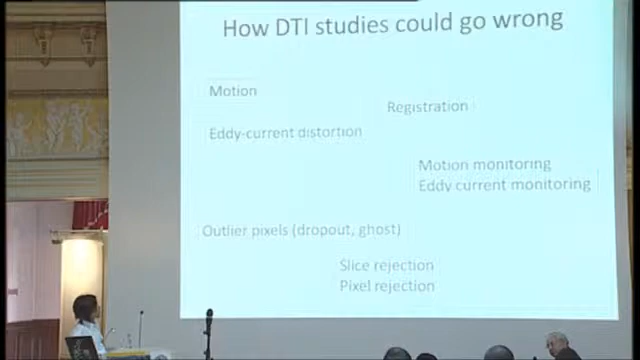 How DTI studies could go wrong
Motion
Registration
Eddy-current distortion
Motion monitoring
Eddy current monitoring
Outlier pixels (dropout, ghost)
Slice rejection
Pixel rejection